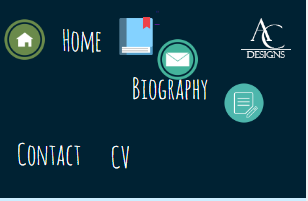 Home
AC
DESIGNS
Biography
Contact
CV